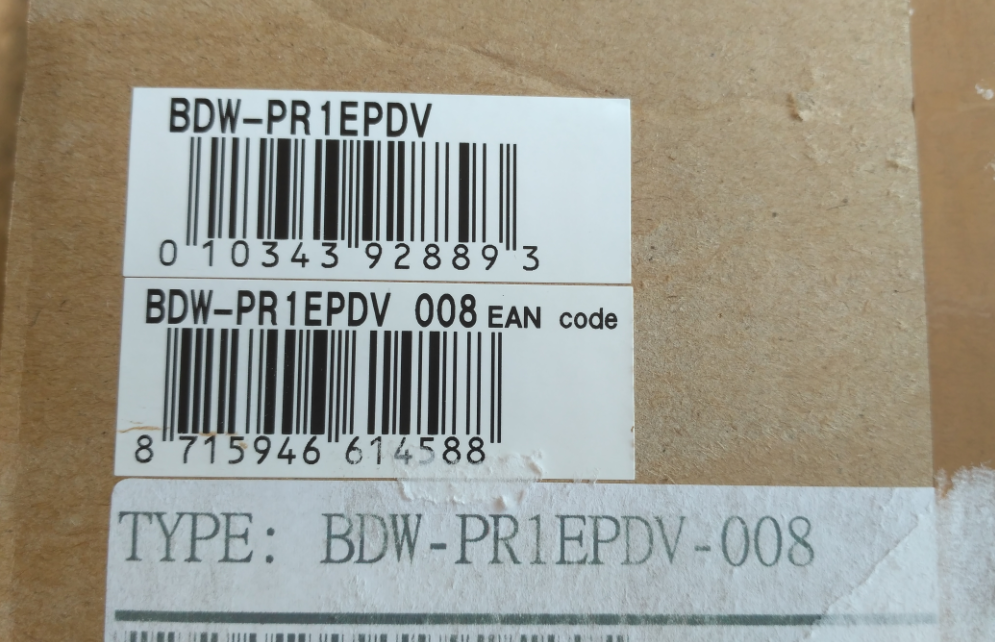 BDW-PR1EPDV
0 10343 92889 3
BDW-PR1EPDV 008 EAN code
8 715946 614588
TYPE: BDW-PR1EPDV-008